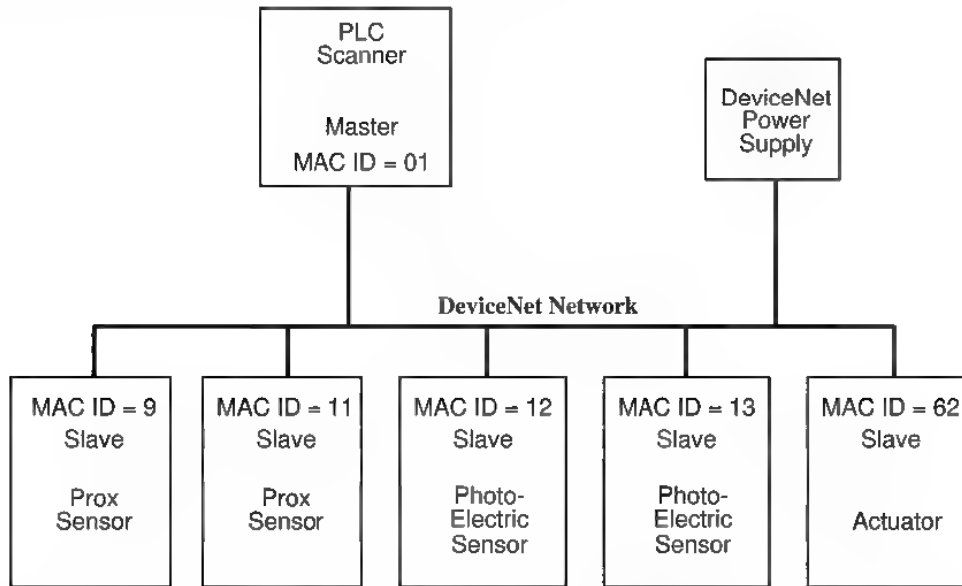 PLC
Scanner
Master
MAC ID = 01
DeviceNet
Power
Supply
DeviceNet Network
MAC ID = 9
Slave
Prox
Sensor
MAC ID = 11
Slave
Prox
Sensor
MAC ID = 12
Slave
Photo-
Electric
Sensor
MAC ID = 13
Slave
Photo-
Electric
Sensor
MAC ID = 62
Slave
Actuator